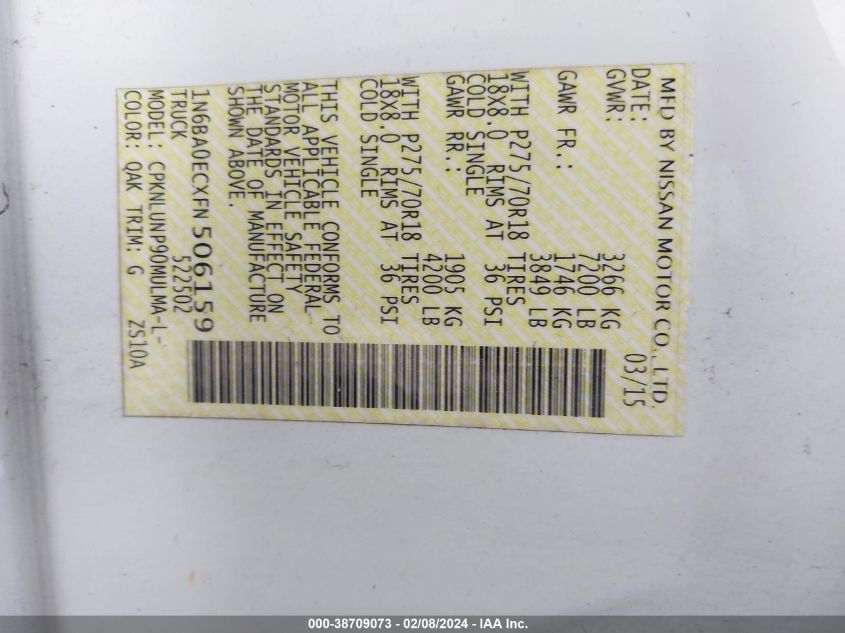 MFD BY NISSAN MOTOR CO., LTD.
DATE: 03/15
GVWR: 3266 KG
7200 LB
GAWR FR.: 1746 KG
3849 LB
WITH P275/70R18 TIRES
18X8.0 RIMS AT 36 PSI
COLD SINGLE
GAWR RR.: 1905 KG
4200 LB
WITH P275/70R18 TIRES
18X8.0 RIMS AT 36 PSI
COLD SINGLE
THIS VEHICLE CONFORMS TO
ALL APPLICABLE FEDERAL
MOTOR VEHICLE SAFETY
STANDARDS IN EFFECT ON
THE DATE OF MANUFACTURE
SHOWN ABOVE.
1N6BA0ECXFN506159
TRUCK 522302
MODEL: CPKNLUNP90MULMA-L-
COLOR: QAK TRIM: G ZS10A
000-38709073 - 02/08/2024 - IAA Inc.